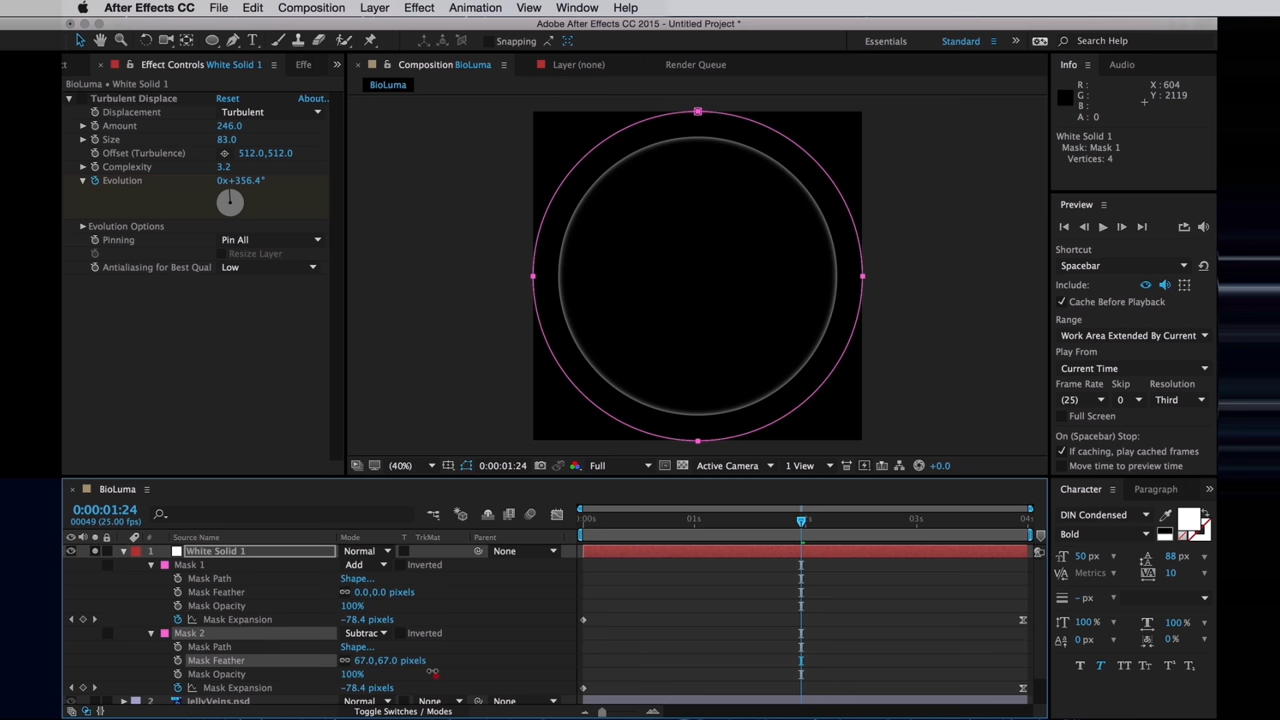 After Effects CC File Edit Composition Layer Effect Animation View Window Help
Adobe After Effects CC 2015 - Untitled Project *
Snapping Essentials Standard Search Help
Effect Controls White Solid 1 Effe
Composition BioLuma Layer (none) Render Queue
Info Audio
BioLuma • White Solid 1
BioLuma
Turbulent Displace Reset About...
Displacement Turbulent
Amount 246.0
Size 83.0
Offset (Turbulence) 512.0,512.0
Complexity 3.2
Evolution 0x+356.4°
Evolution Options
Pinning Pin All
Resize Layer
Antialiasing for Best Qual Low
R : X : 604
G : Y : 2119
B :
A : 0
White Solid 1
Mask: Mask 1
Vertices: 4
Preview
Shortcut
Spacebar
Include:
Cache Before Playback
Range
Work Area Extended By Current
Play From
Current Time
Frame Rate Skip Resolution
(25) 0 Third
Full Screen
On (Spacebar) Stop:
If caching, play cached frames
Move time to preview time
(40%) 0:00:01:24 Full Active Camera 1 View +0.0
BioLuma
0:00:01:24
00049 (25.00 fps)
:00s 01s 03s 04s
# Source Name Mode T TrkMat Parent
1 White Solid 1 Normal None
Mask 1 Add Inverted
Mask Path Shape...
Mask Feather 0.0,0.0 pixels
Mask Opacity 100%
Mask Expansion -78.4 pixels
Mask 2 Subtrac Inverted
Mask Path Shape...
Mask Feather 67.0,67.0 pixels
Mask Opacity 100%
Mask Expansion -78.4 pixels
2 JellyVeins.psd Normal None None
Toggle Switches / Modes
Character Paragraph
DIN Condensed
Bold
50 px 88 px
Metrics 10
- px
100 % 100 %
0 px 0 %
T T TT Tt T¹ T₁